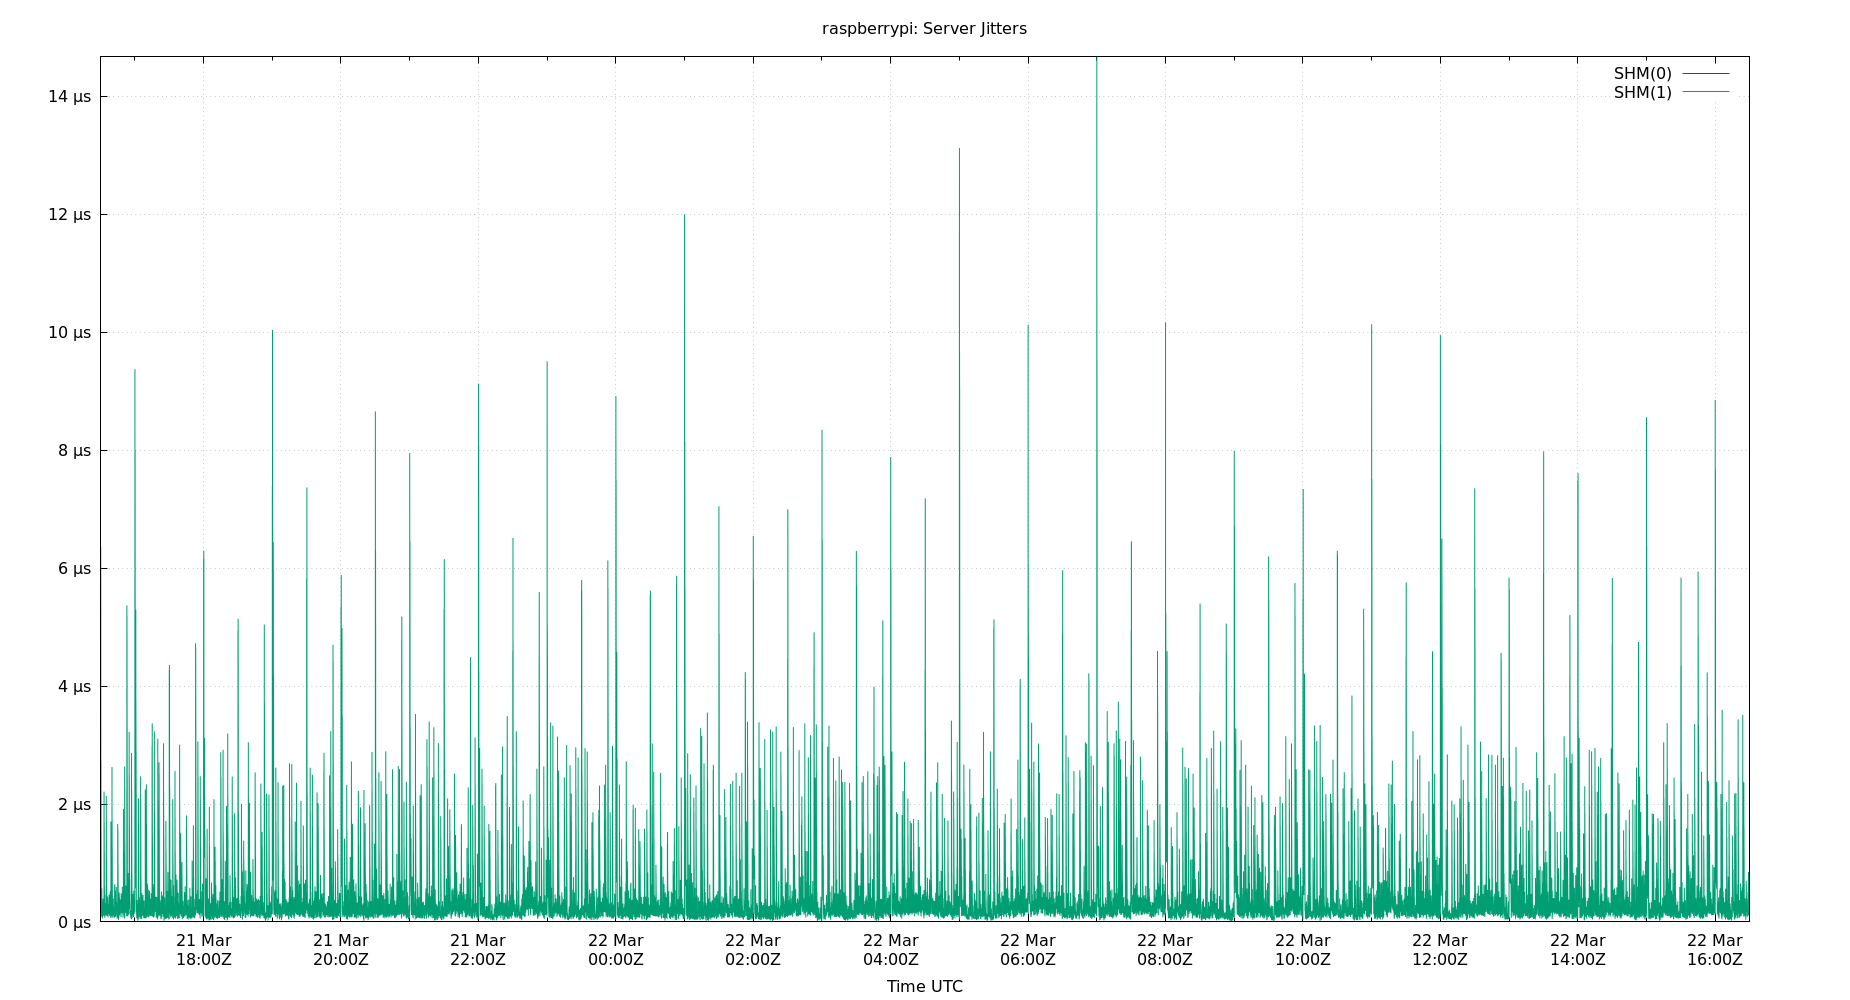 raspberrypi: Server Jitters
SHM(0)
SHM(1)
14 µs
12 µs
10 µs
8 µs
6 µs
4 µs
2 µs
0 µs
21 Mar 21 Mar 21 Mar 22 Mar 22 Mar 22 Mar 22 Mar 22 Mar 22 Mar 22 Mar 22 Mar 22 Mar
18:00Z 20:00Z 22:00Z 00:00Z 02:00Z 04:00Z 06:00Z 08:00Z 10:00Z 12:00Z 14:00Z 16:00Z
Time UTC